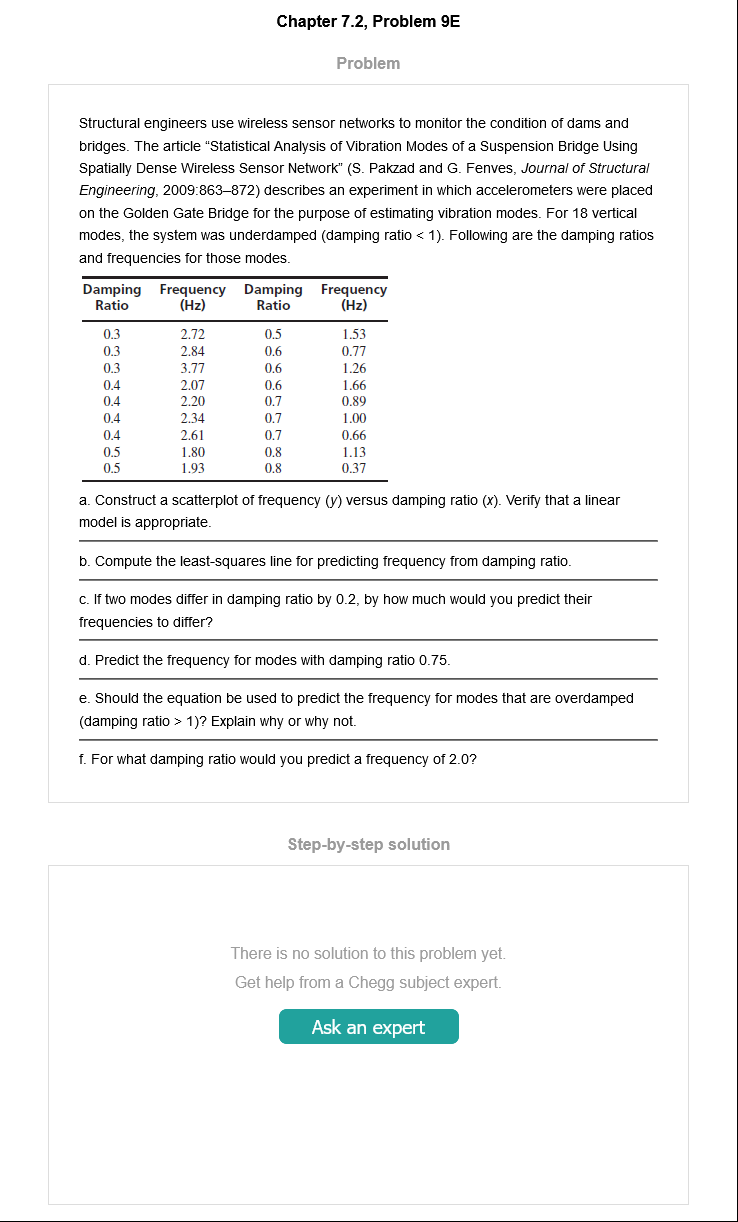 Chapter 7.2, Problem 9E
Problem
Structural engineers use wireless sensor networks to monitor the condition of dams and
bridges. The article “Statistical Analysis of Vibration Modes of a Suspension Bridge Using
Spatially Dense Wireless Sensor Network” (S. Pakzad and G. Fenves, Journal of Structural
Engineering, 2009:863–872) describes an experiment in which accelerometers were placed
on the Golden Gate Bridge for the purpose of estimating vibration modes. For 18 vertical
modes, the system was underdamped (damping ratio < 1). Following are the damping ratios
and frequencies for those modes.
Damping Frequency Damping Frequency
Ratio (Hz) Ratio (Hz)
0.3 2.72 0.5 1.53
0.3 2.84 0.6 0.77
0.3 3.77 0.6 1.26
0.4 2.07 0.6 1.66
0.4 2.20 0.7 0.89
0.4 2.34 0.7 1.00
0.4 2.61 0.7 0.66
0.5 1.80 0.8 1.13
0.5 1.93 0.8 0.37
a. Construct a scatterplot of frequency (y) versus damping ratio (x). Verify that a linear
model is appropriate.
b. Compute the least-squares line for predicting frequency from damping ratio.
c. If two modes differ in damping ratio by 0.2, by how much would you predict their
frequencies to differ?
d. Predict the frequency for modes with damping ratio 0.75.
e. Should the equation be used to predict the frequency for modes that are overdamped
(damping ratio > 1)? Explain why or why not.
f. For what damping ratio would you predict a frequency of 2.0?
Step-by-step solution
There is no solution to this problem yet.
Get help from a Chegg subject expert.
Ask an expert